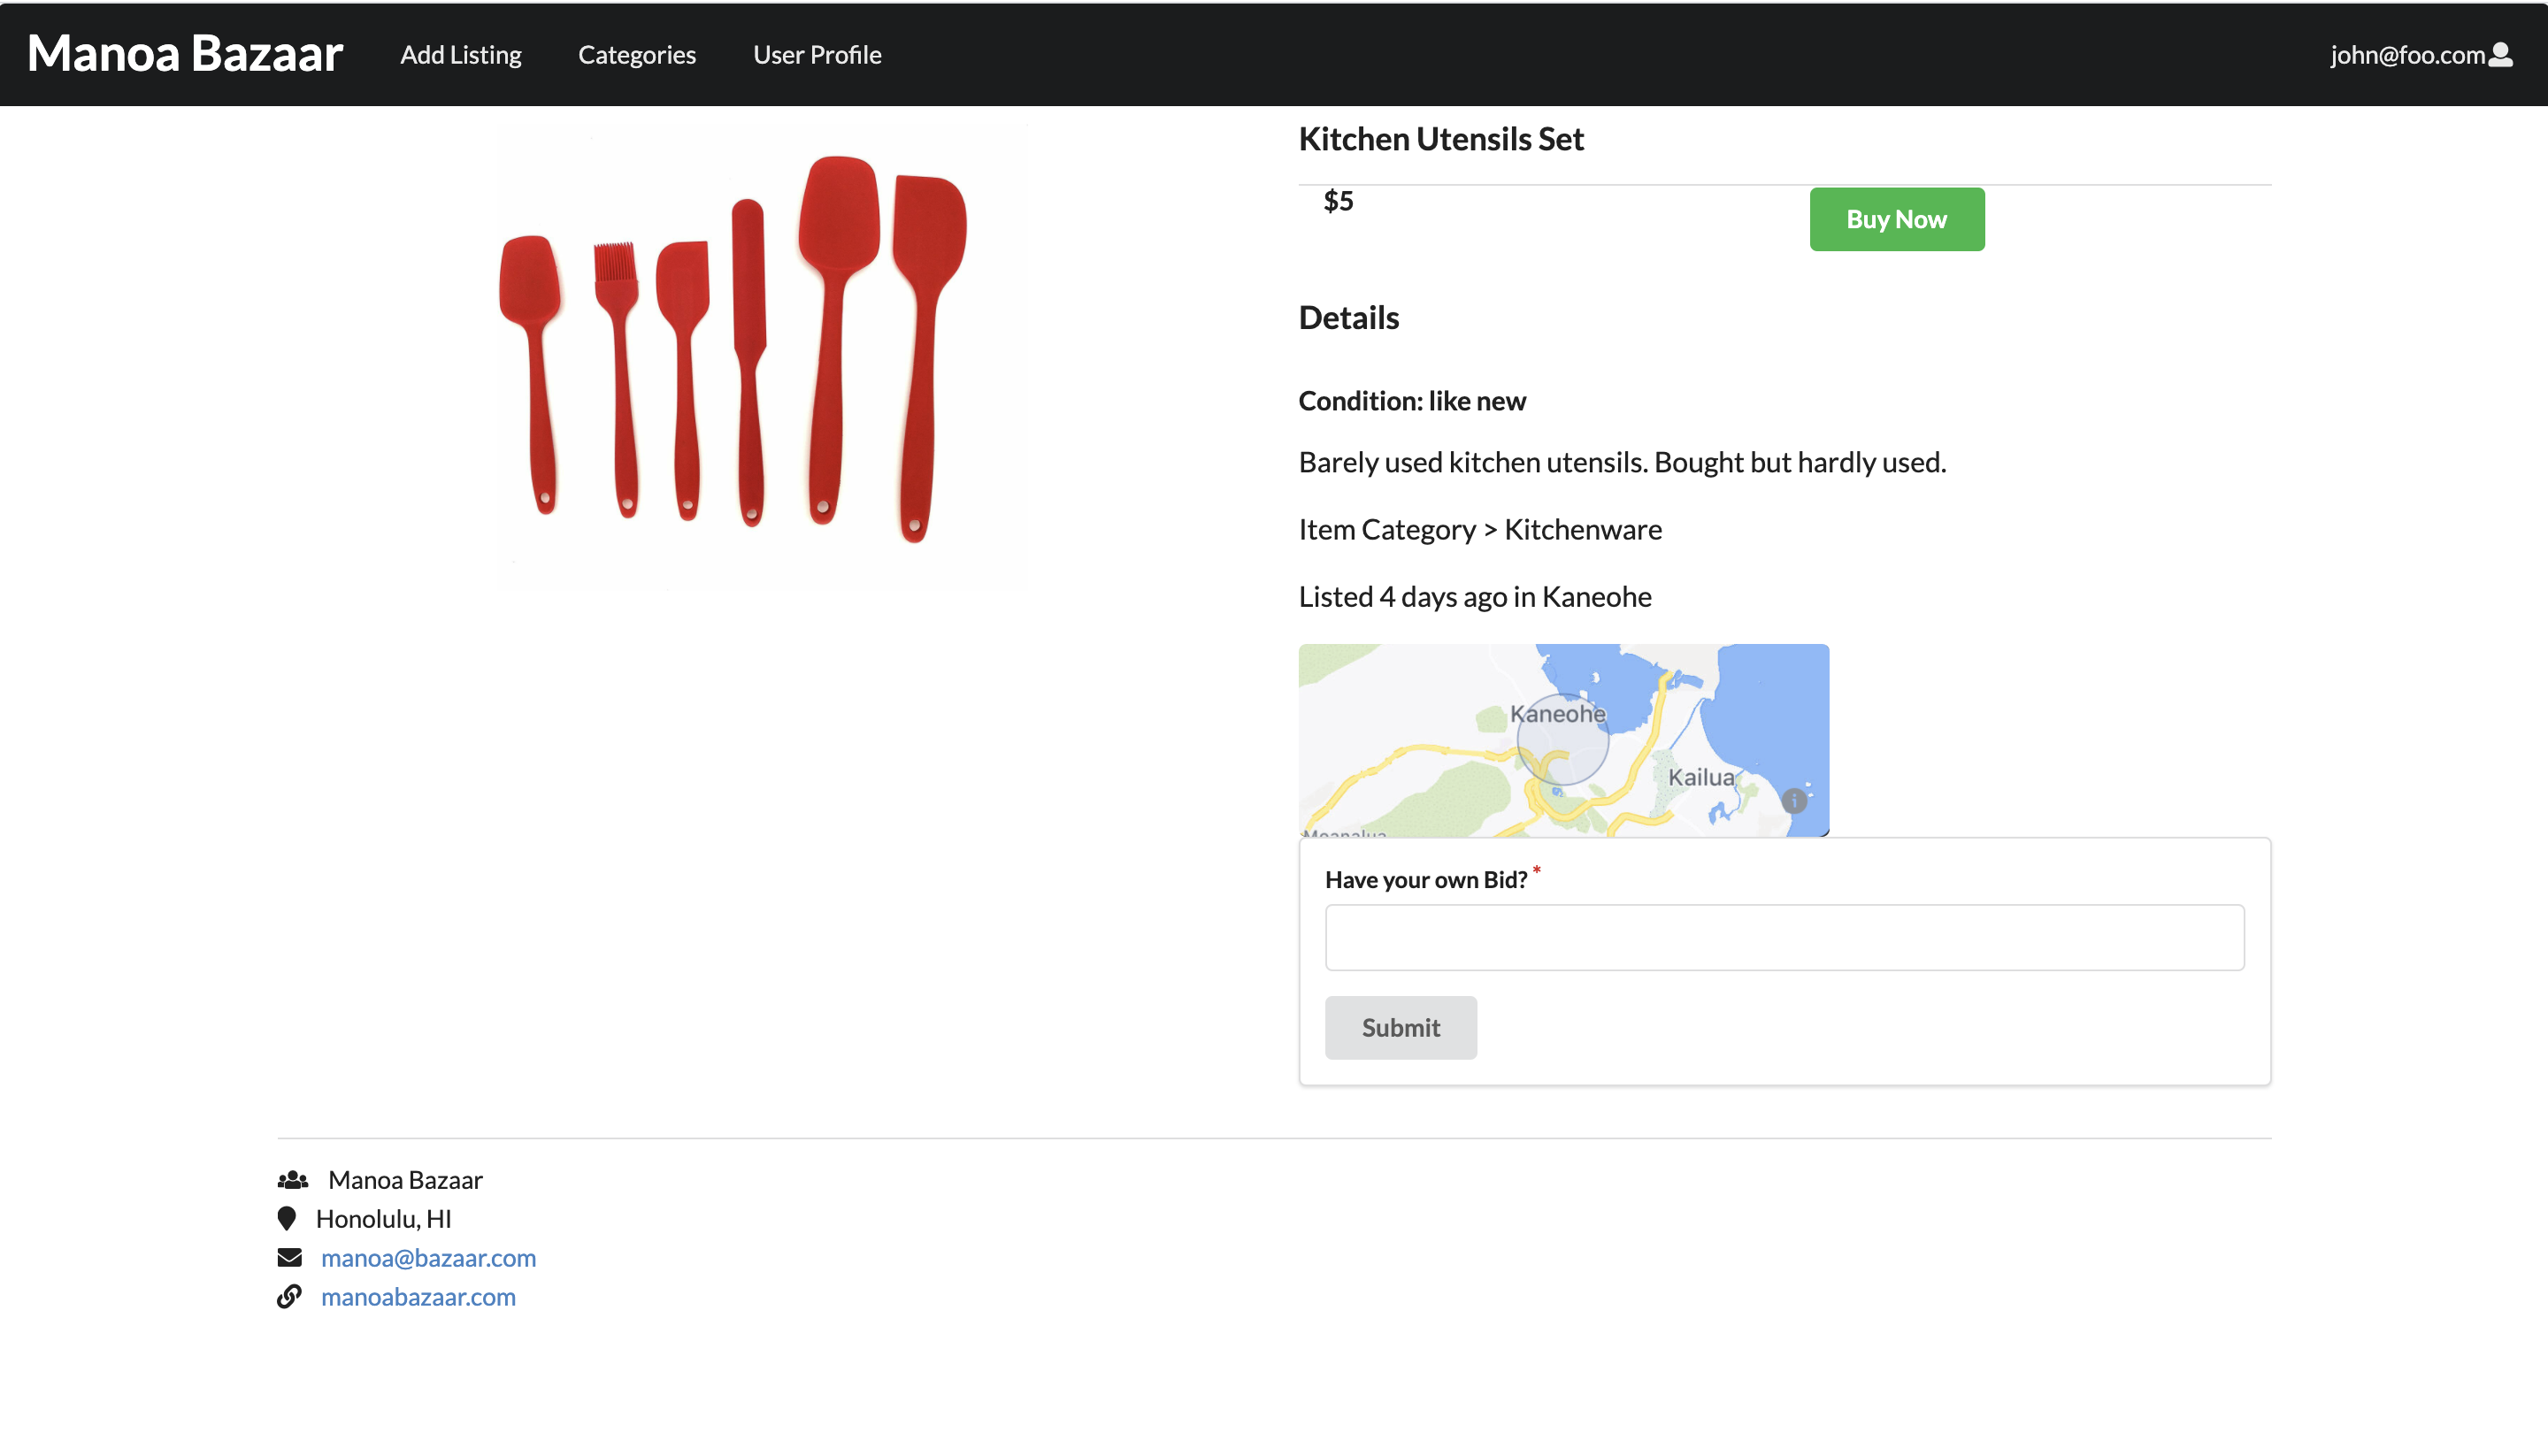 Manoa Bazaar Add Listing Categories User Profile john@foo.com
Kitchen Utensils Set
$5 Buy Now
Details
Condition: like new
Barely used kitchen utensils. Bought but hardly used.
Item Category > Kitchenware
Listed 4 days ago in Kaneohe
Kaneohe
Kailua
Moanalua
Have your own Bid? *
Submit
Manoa Bazaar
Honolulu, HI
manoa@bazaar.com
manoabazaar.com